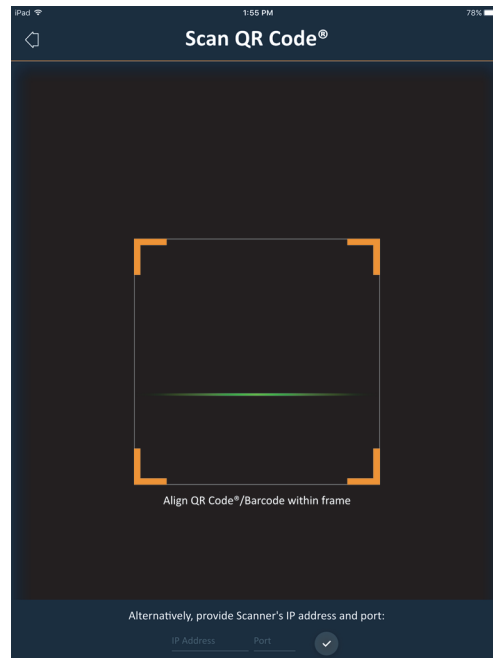 iPad 1:55 PM 78%
Scan QR Code®
Align QR Code®/Barcode within frame
Alternatively, provide Scanner's IP address and port:
IP Address Port